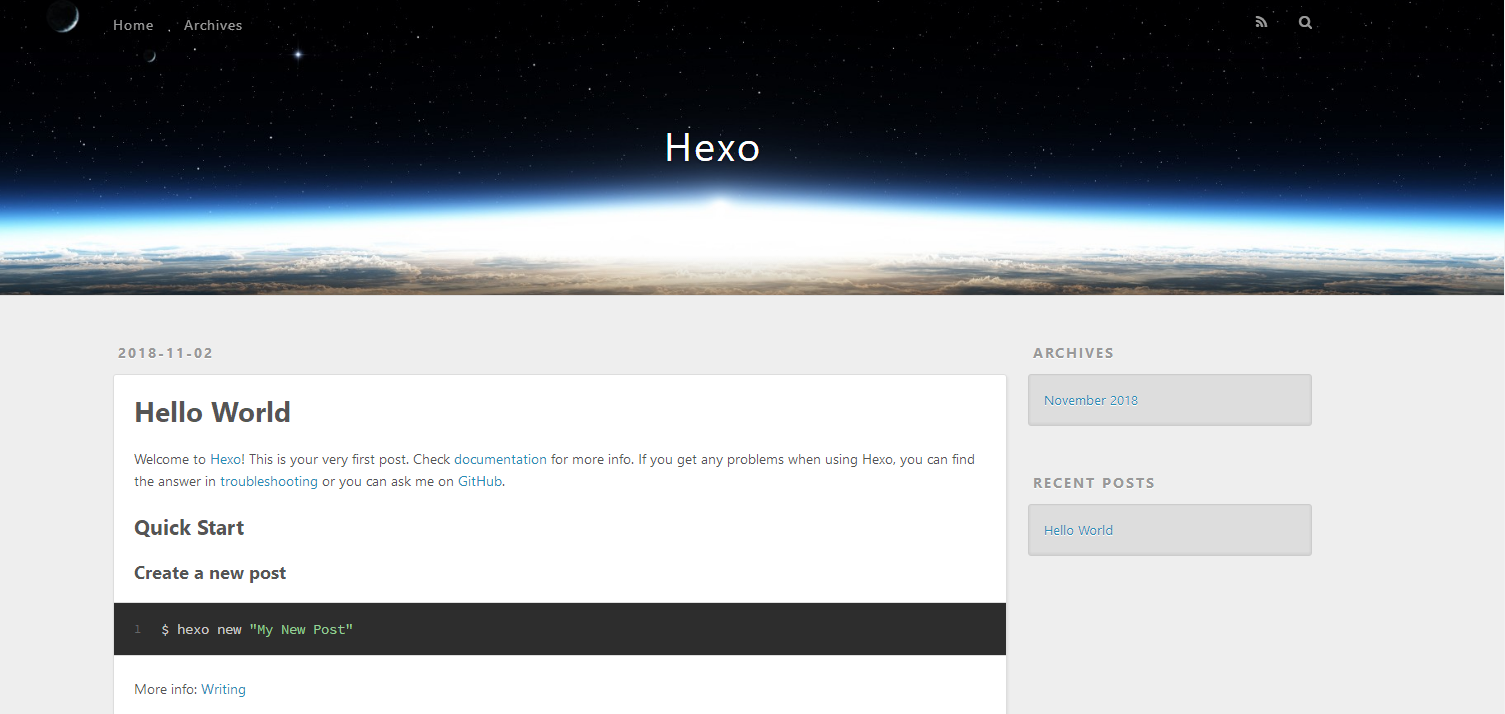 Home Archives
Hexo
2018-11-02
Hello World
Welcome to Hexo! This is your very first post. Check documentation for more info. If you get any problems when using Hexo, you can find
the answer in troubleshooting or you can ask me on GitHub.
Quick Start
Create a new post
1 $ hexo new "My New Post"
More info: Writing
ARCHIVES
November 2018
RECENT POSTS
Hello World